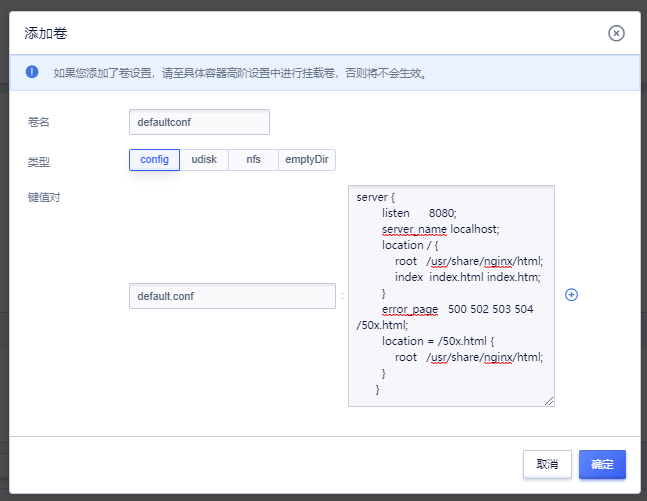 添加卷
如果您添加了卷设置，请至具体容器高阶设置中进行挂载卷，否则将不会生效。
卷名
defaultconf
类型
config udisk nfs emptyDir
键值对
default.conf
:
server {
listen 8080;
server_name localhost;
location / {
root /usr/share/nginx/html;
index index.html index.htm;
}
error_page 500 502 503 504
/50x.html;
location = /50x.html {
root /usr/share/nginx/html;
}
}
取消 确定